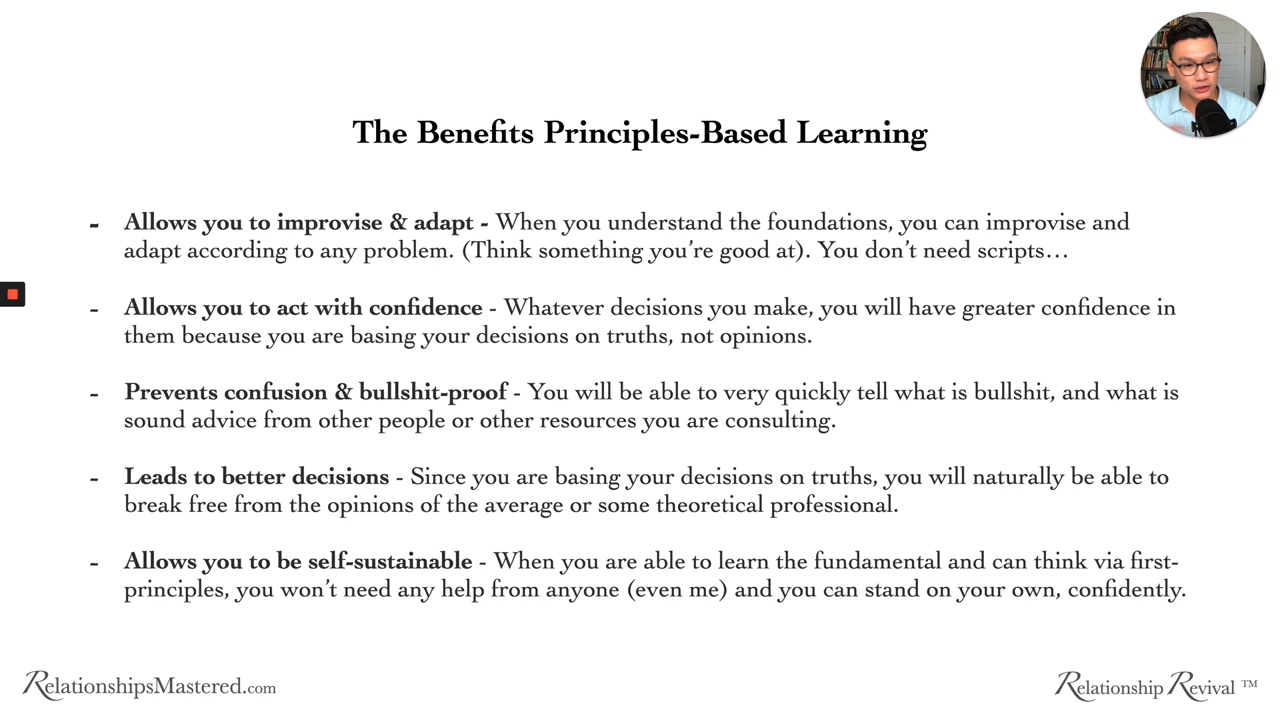 The Benefits Principles-Based Learning
- Allows you to improvise & adapt - When you understand the foundations, you can improvise and
adapt according to any problem. (Think something you're good at). You don't need scripts…
- Allows you to act with confidence - Whatever decisions you make, you will have greater confidence in
them because you are basing your decisions on truths, not opinions.
- Prevents confusion & bullshit-proof - You will be able to very quickly tell what is bullshit, and what is
sound advice from other people or other resources you are consulting.
- Leads to better decisions - Since you are basing your decisions on truths, you will naturally be able to
break free from the opinions of the average or some theoretical professional.
- Allows you to be self-sustainable - When you are able to learn the fundamental and can think via first-
principles, you won't need any help from anyone (even me) and you can stand on your own, confidently.
RelationshipsMastered.com
Relationship Revival ™